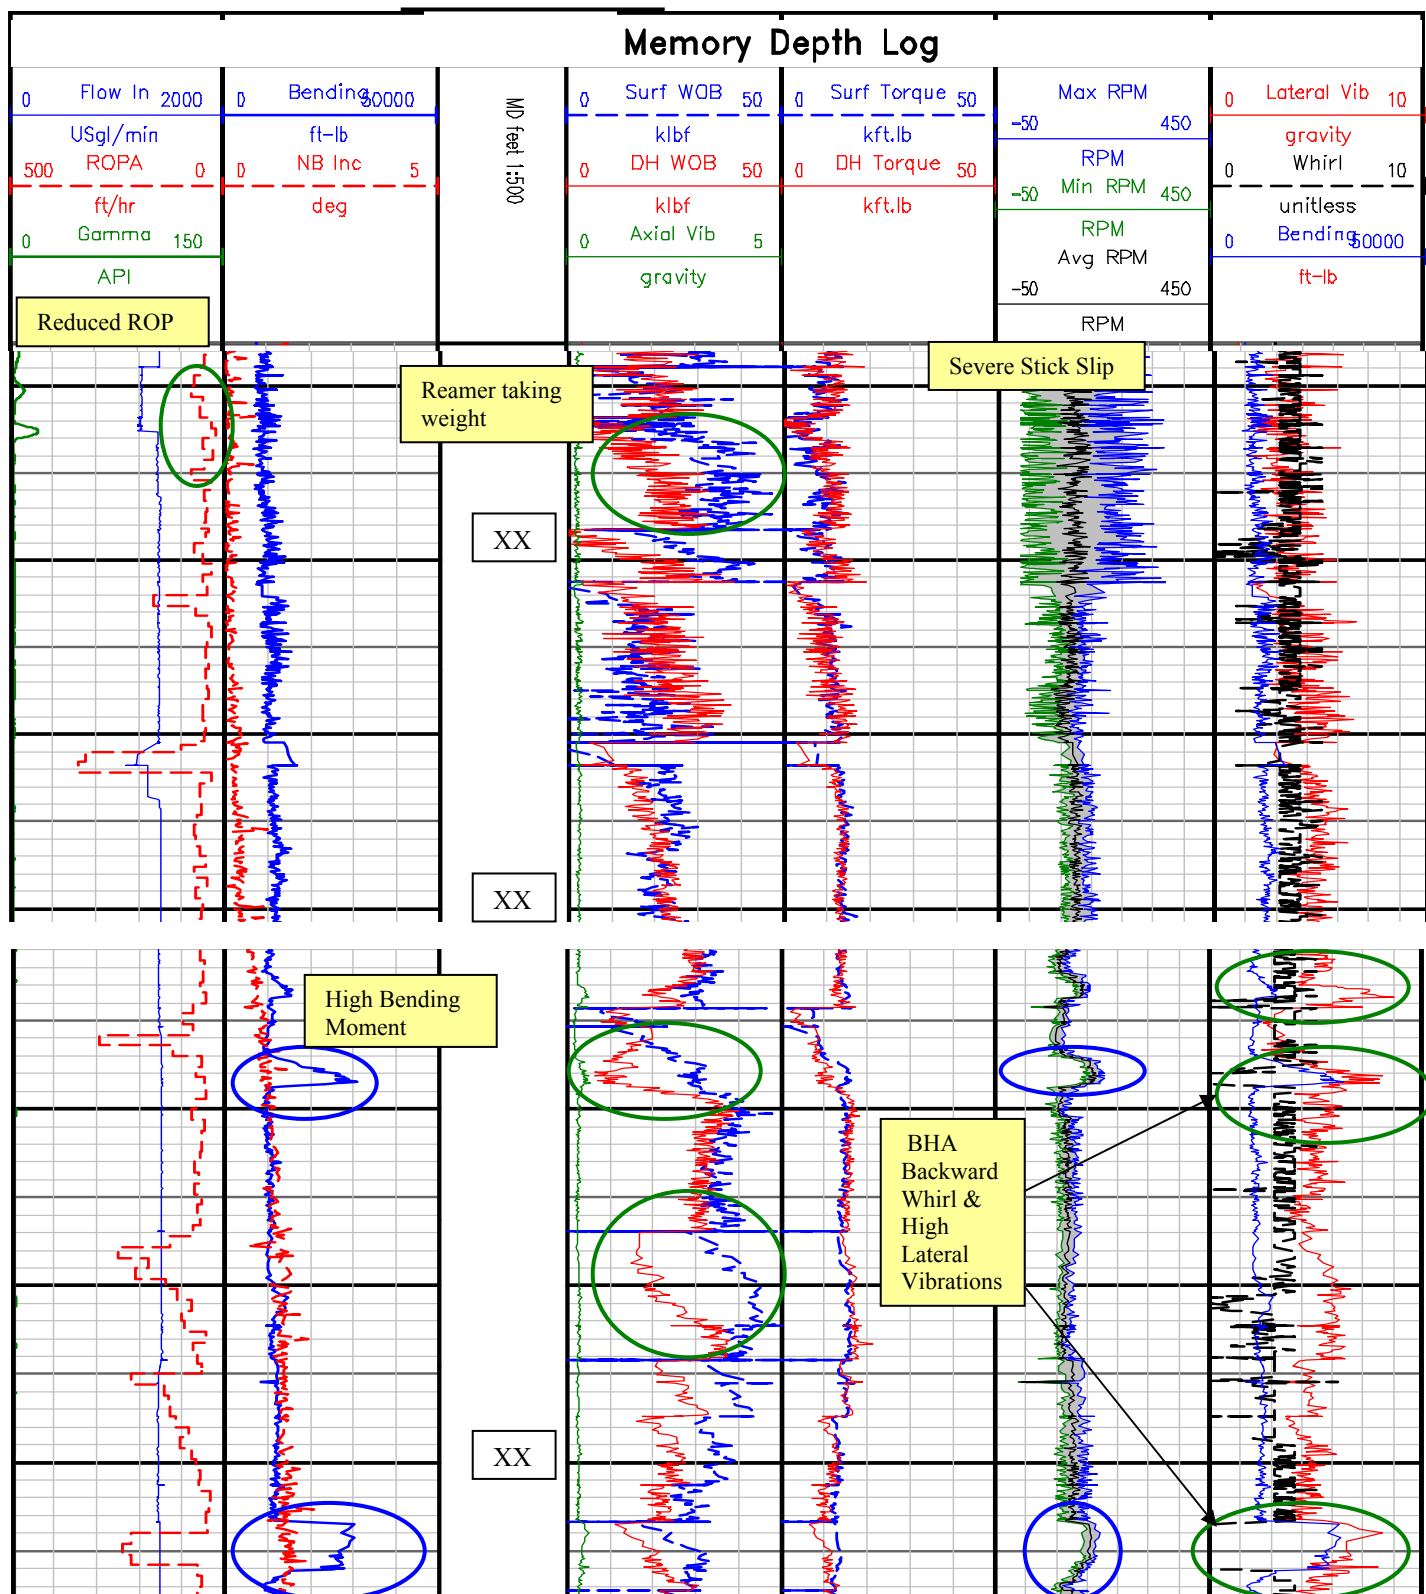 Memory Depth Log
0 Flow In 2000
USgl/min
500 ROPA 0
ft/hr
0 Gamma 150
API
0 Bending 50000
ft-lb
0 NB Inc 5
deg
MD feet 1:500
0 Surf WOB 50
klbf
0 DH WOB 50
klbf
0 Axial Vib 5
gravity
0 Surf Torque 50
kft.lb
0 DH Torque 50
kft.lb
Max RPM
-50 450
RPM
-50 Min RPM 450
RPM
Avg RPM
-50 450
RPM
0 Lateral Vib 10
gravity
0 Whirl 10
unitless
0 Bending 50000
ft-lb
Reduced ROP
Reamer taking
weight
Severe Stick Slip
XX
XX
High Bending
Moment
BHA
Backward
Whirl &
High
Lateral
Vibrations
XX